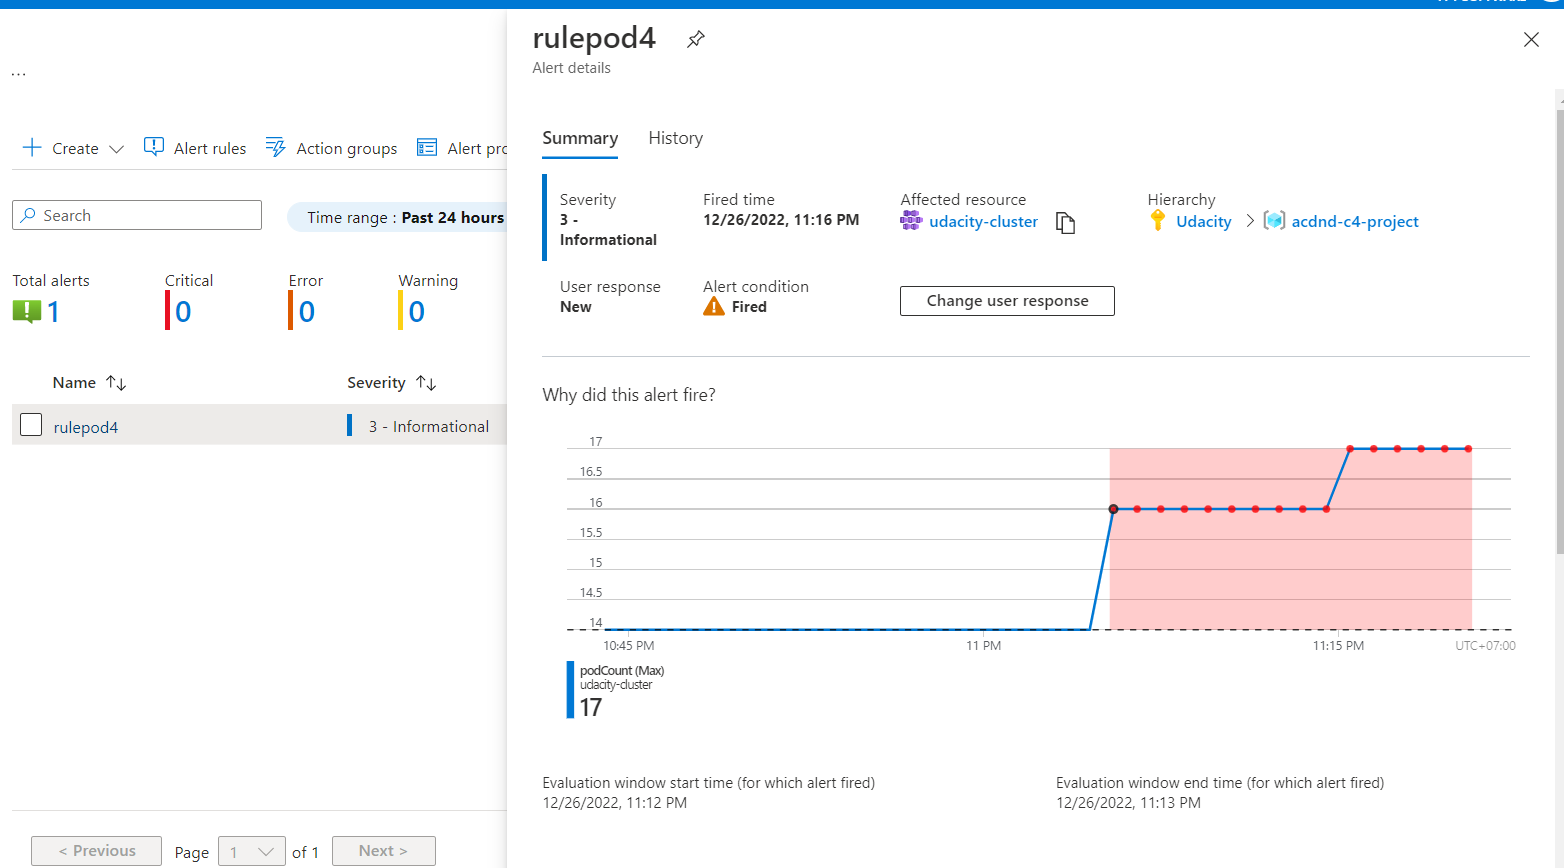 rulepod4
Alert details
...
Summary History
Create Alert rules Action groups Alert pro
Search
Time range : Past 24 hours
Severity
3 -
Informational
Fired time
12/26/2022, 11:16 PM
Affected resource
udacity-cluster
Hierarchy
Udacity > acdnd-c4-project
User response
New
Alert condition
Fired
Change user response
Total alerts
1
Critical
0
Error
0
Warning
0
Name Severity
rulepod4 3 - Informational
Why did this alert fire?
17
16.5
16
15.5
15
14.5
14
10:45 PM 11 PM 11:15 PM UTC+07:00
podCount (Max)
udacity-cluster
17
Evaluation window start time (for which alert fired)
12/26/2022, 11:12 PM
Evaluation window end time (for which alert fired)
12/26/2022, 11:13 PM
< Previous Page 1 of 1 Next >